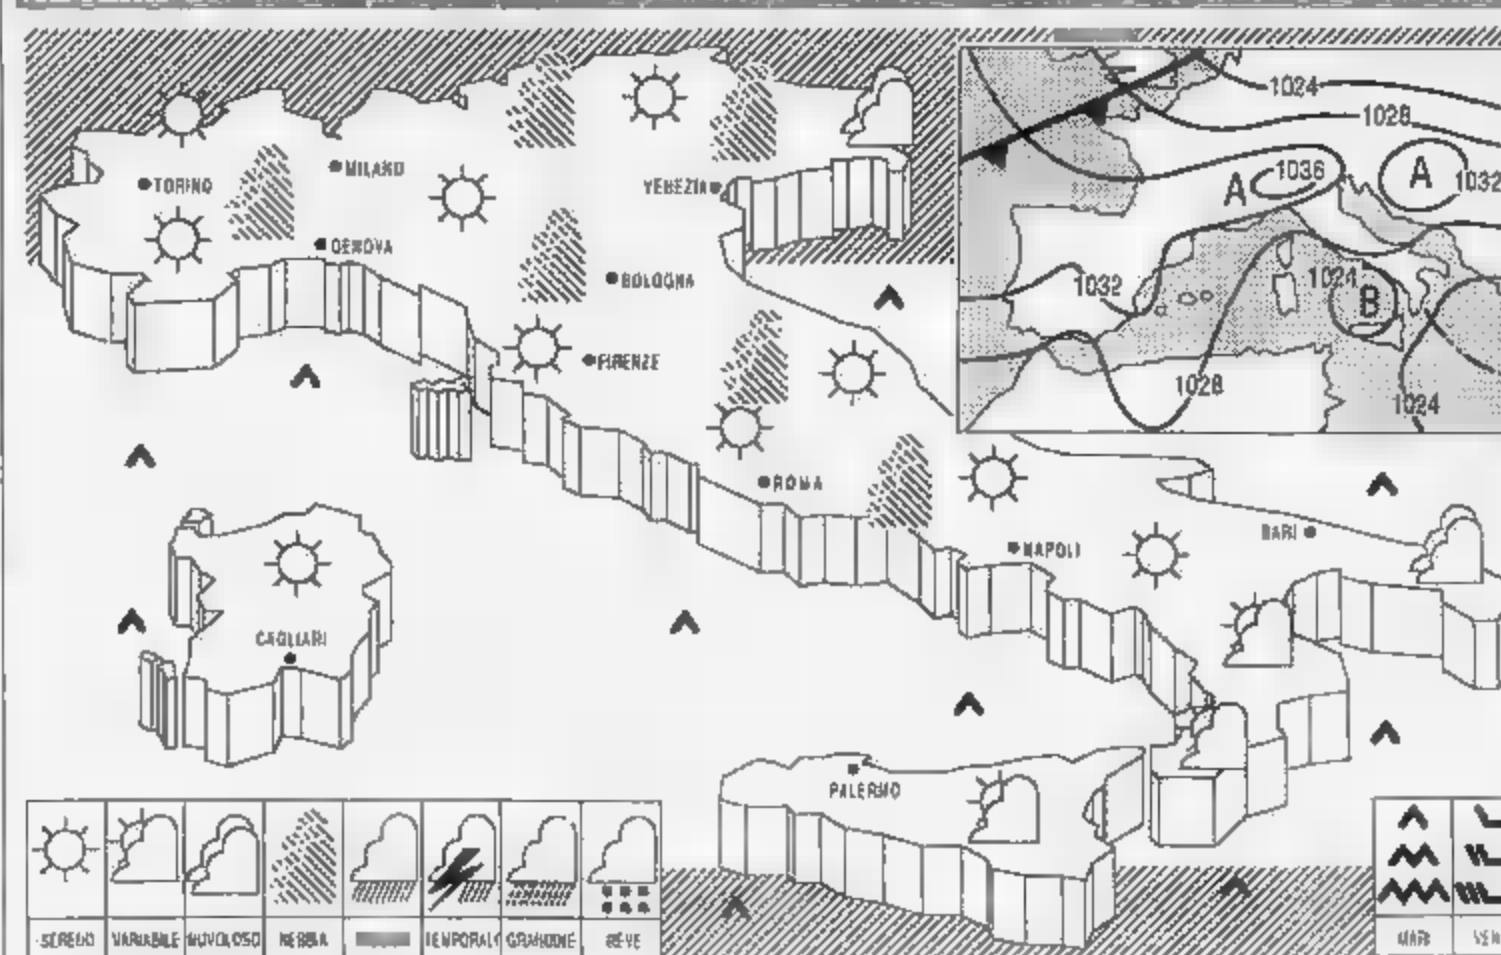 1024
1028
A 1036 A 1032
MILANO
TORINO
VENEZIA
GENOVA
BOLOGNA
1024
B
1032
FIRENZE
1028
1024
ROMA
BARI
NAPOLI
CAGLIARI
PALERMO
SERENO VARIABILE NUVOLOSO NEBBIA TEMPORALI GRANDINE NEVE MARI